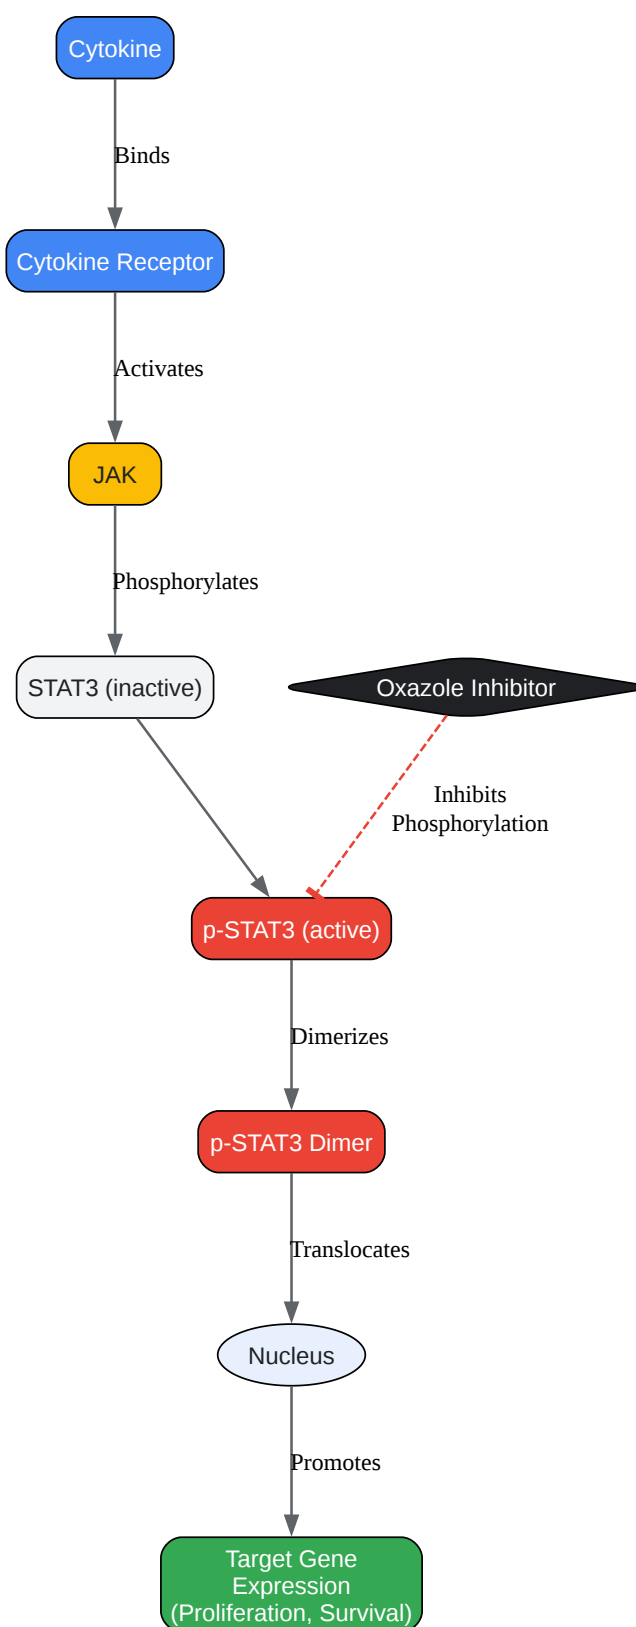 Cytokine
Binds
Cytokine Receptor
Activates
JAK
Phosphorylates
STAT3 (inactive)
Oxazole Inhibitor
Inhibits
Phosphorylation
p-STAT3 (active)
Dimerizes
p-STAT3 Dimer
Translocates
Nucleus
Promotes
Target Gene
Expression
(Proliferation, Survival)